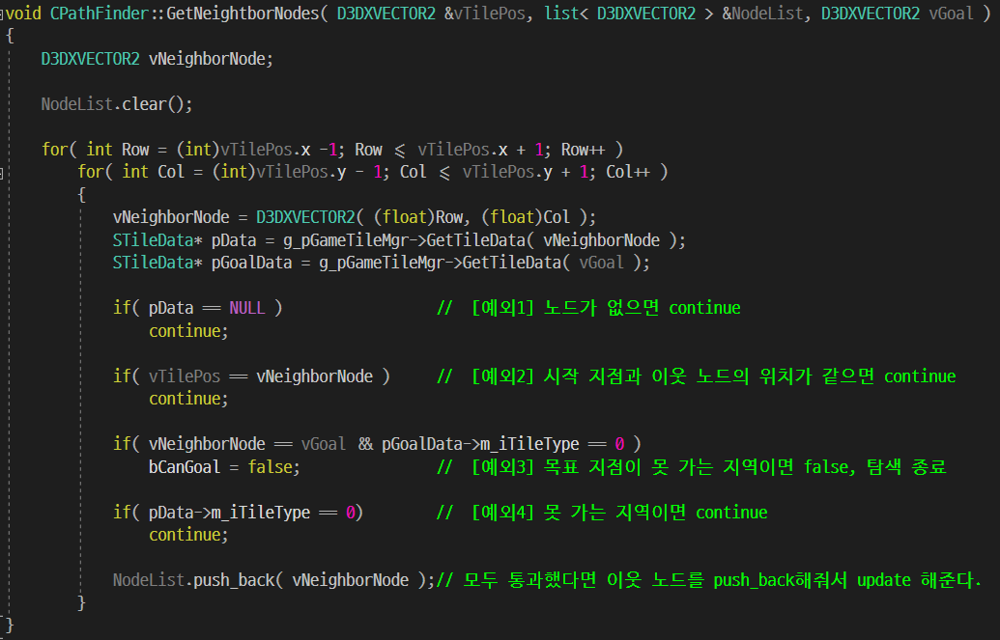 void CPathFinder::GetNeightborNodes( D3DXVECTOR2 &vTilePos, list< D3DXVECTOR2 > &NodeList, D3DXVECTOR2 vGoal )
{
D3DXVECTOR2 vNeighborNode;
NodeList.clear();
for( int Row = (int)vTilePos.x -1; Row <= vTilePos.x + 1; Row++ )
for( int Col = (int)vTilePos.y - 1; Col <= vTilePos.y + 1; Col++ )
{
vNeighborNode = D3DXVECTOR2( (float)Row, (float)Col );
STileData* pData = g_pGameTileMgr->GetTileData( vNeighborNode );
STileData* pGoalData = g_pGameTileMgr->GetTileData( vGoal );
if( pData == NULL ) // [예외1] 노드가 없으면 continue
continue;
if( vTilePos == vNeighborNode ) // [예외2] 시작 지점과 이웃 노드의 위치가 같으면 continue
continue;
if( vNeighborNode == vGoal && pGoalData->m_iTileType == 0 )
bCanGoal = false; // [예외3] 목표 지점이 못 가는 지역이면 false, 탐색 종료
if( pData->m_iTileType == 0) // [예외4] 못 가는 지역이면 continue
continue;
NodeList.push_back( vNeighborNode );// 모두 통과했다면 이웃 노드를 push_back해줘서 update 해준다.
}
}